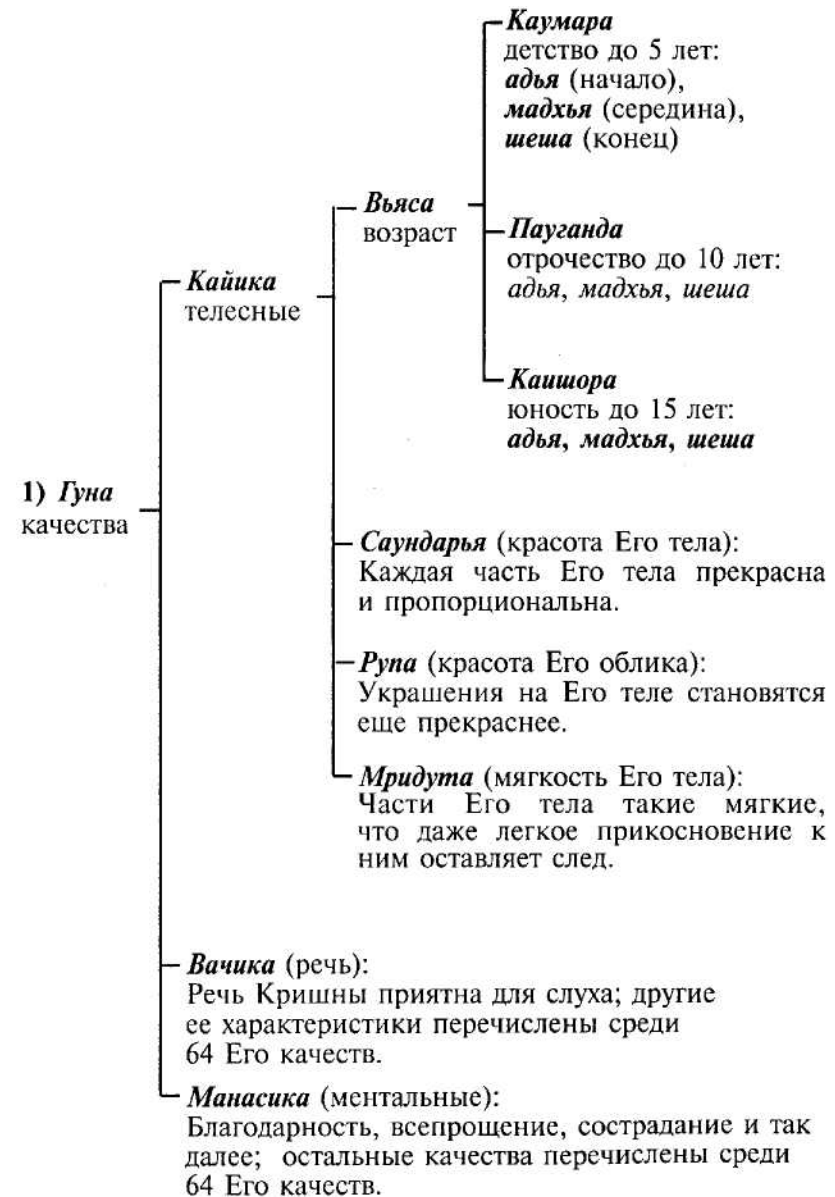 Каумара
детство до 5 лет:
адья (начало),
мадхья (середина),
шеша (конец)
Вьяса
возраст
Пауганда
отрочество до 10 лет:
адья, мадхья, шеша
Кайика
телесные
Каишора
юность до 15 лет:
адья, мадхья, шеша
1) Гуна
качества
Саундарья (красота Его тела):
Каждая часть Его тела прекрасна
и пропорциональна.
Рупа (красота Его облика):
Украшения на Его теле становятся
еще прекраснее.
Мридута (мягкость Его тела):
Части Его тела такие мягкие,
что даже легкое прикосновение к
ним оставляет след.
Вачика (речь):
Речь Кришны приятна для слуха; другие
ее характеристики перечислены среди
64 Его качеств.
Манасика (ментальные):
Благодарность, всепрощение, сострадание и так
далее; остальные качества перечислены среди
64 Его качеств.